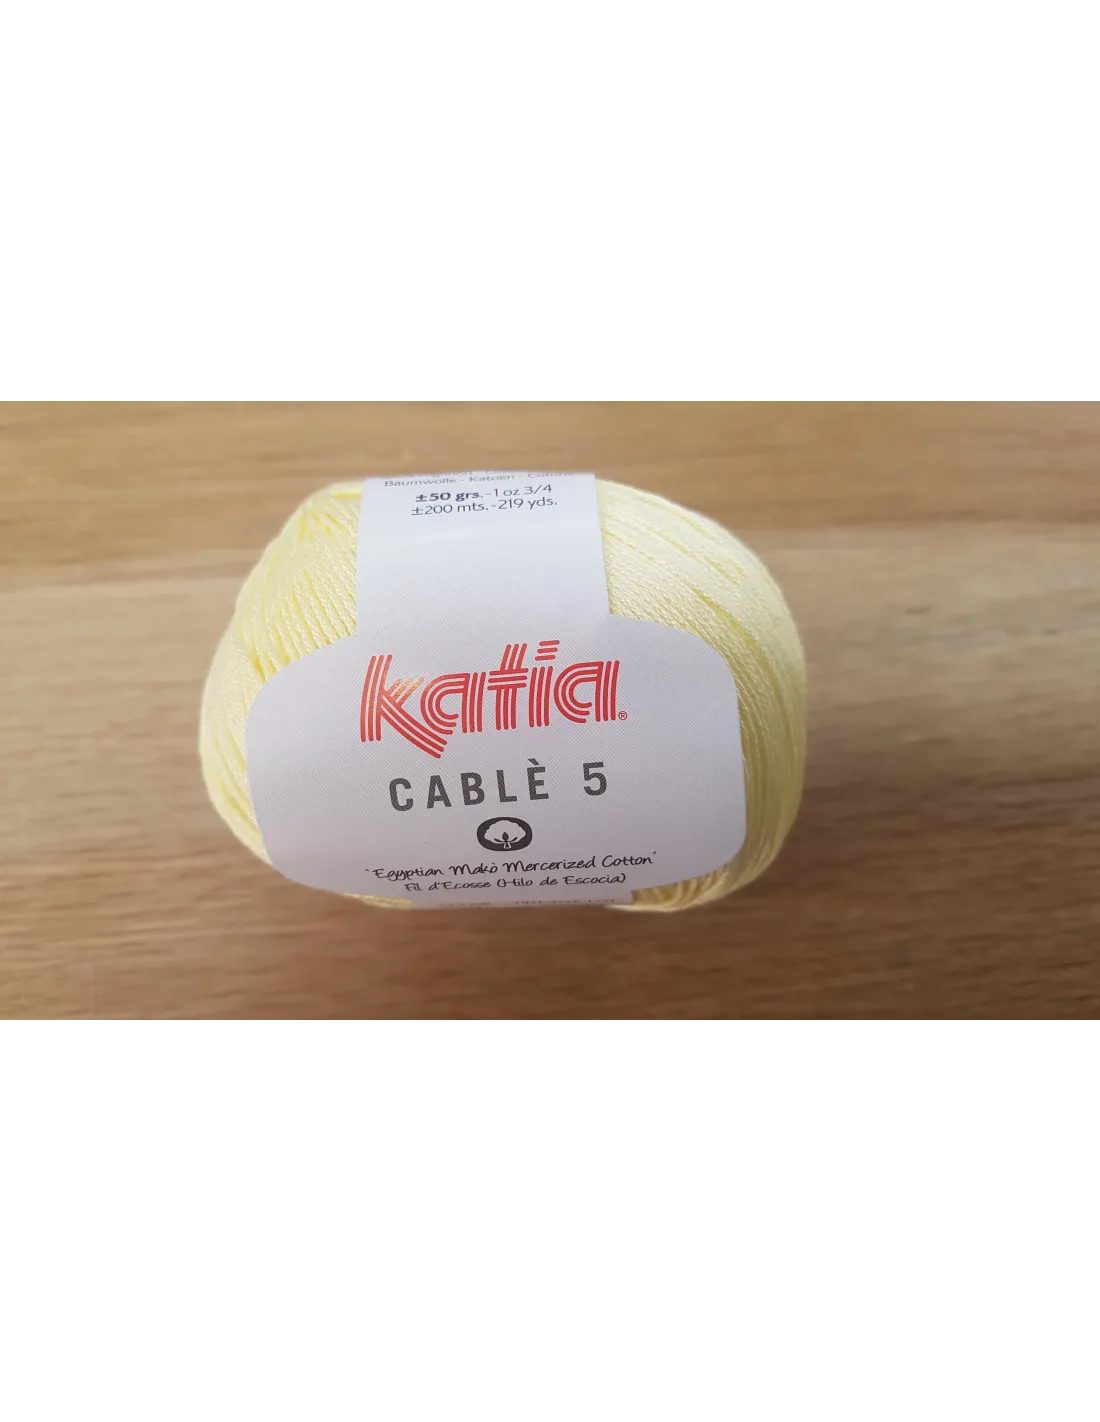 Baumwolle - Katoen -
±50 grs.-1 oz 3/4
±200 mts.-219 yds.
katia®
CABLÈ 5
"Egyptian Makò Mercerized Cotton"
Fil d'Ecosse (Hilo de Escocia)